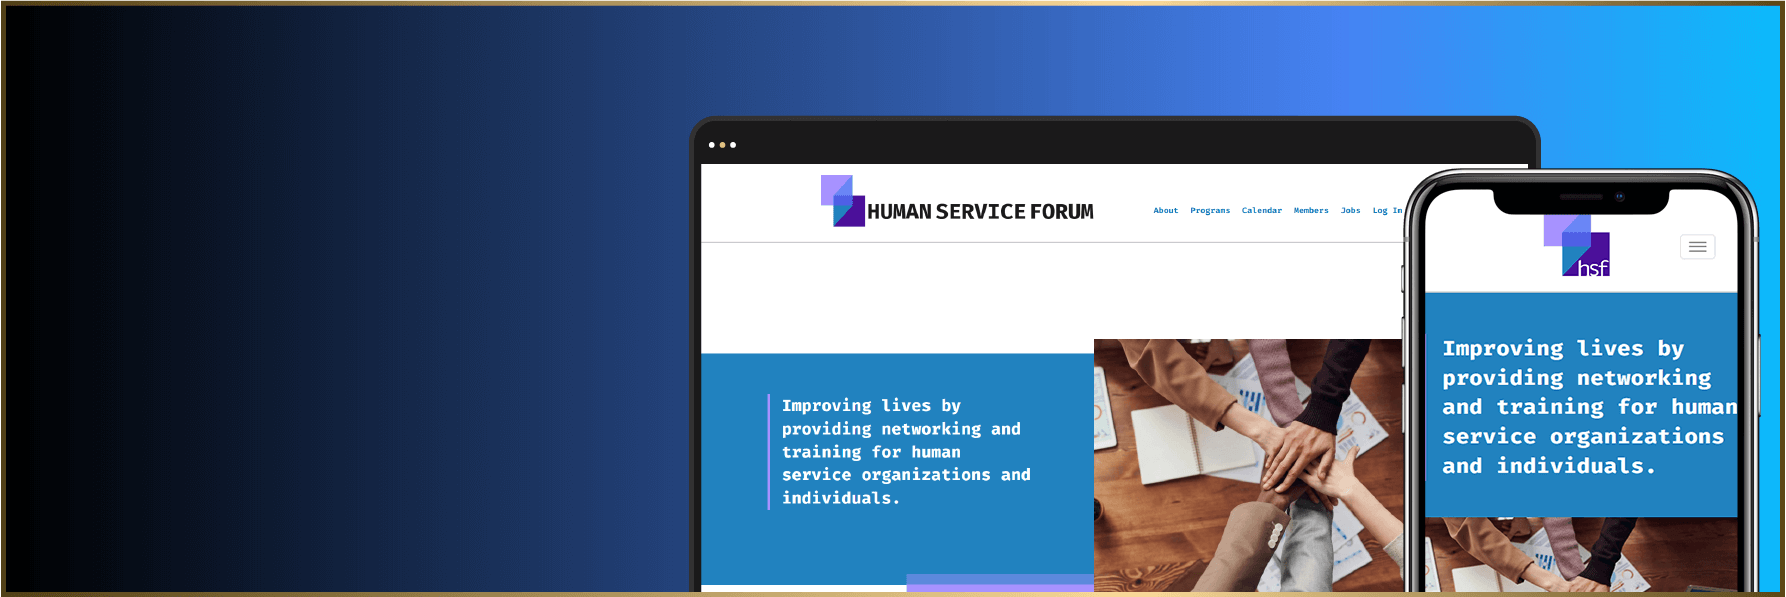 HUMAN SERVICE FORUM
About Programs Calendar Members Jobs Log In
Improving lives by
providing networking and
training for human
service organizations and
individuals.
hsf
Improving lives by
providing networking
and training for human
service organizations
and individuals.